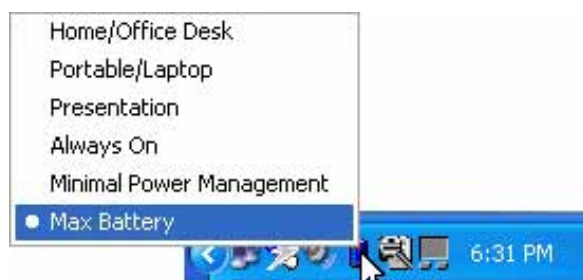 Home/Office Desk
Portable/Laptop
Presentation
Always On
Minimal Power Management
Max Battery
6:31 PM